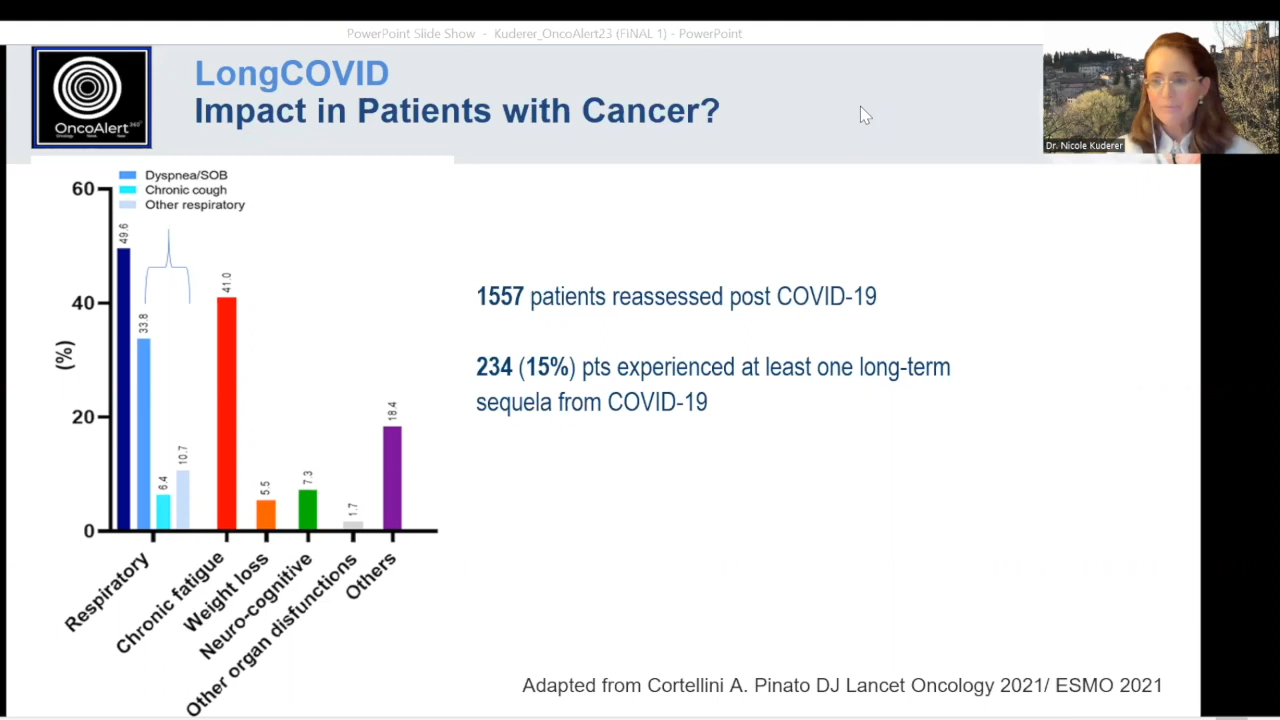 PowerPoint Slide Show - Kuderer_OncoAlert23 (FINAL 1) - PowerPoint
OncoAlert 360°
LongCOVID
Impact in Patients with Cancer?
Dr. Nicole Kuderer
Dyspnea/SOB
Chronic cough
Other respiratory
60
40
20
0
(%)
49.6
33.8
6.4
10.7
41.0
5.5
7.3
1.7
18.4
Respiratory
Chronic fatigue
Weight loss
Neuro-cognitive
Other organ disfunctions
Others
1557 patients reassessed post COVID-19
234 (15%) pts experienced at least one long-term
sequela from COVID-19
Adapted from Cortellini A. Pinato DJ Lancet Oncology 2021/ ESMO 2021